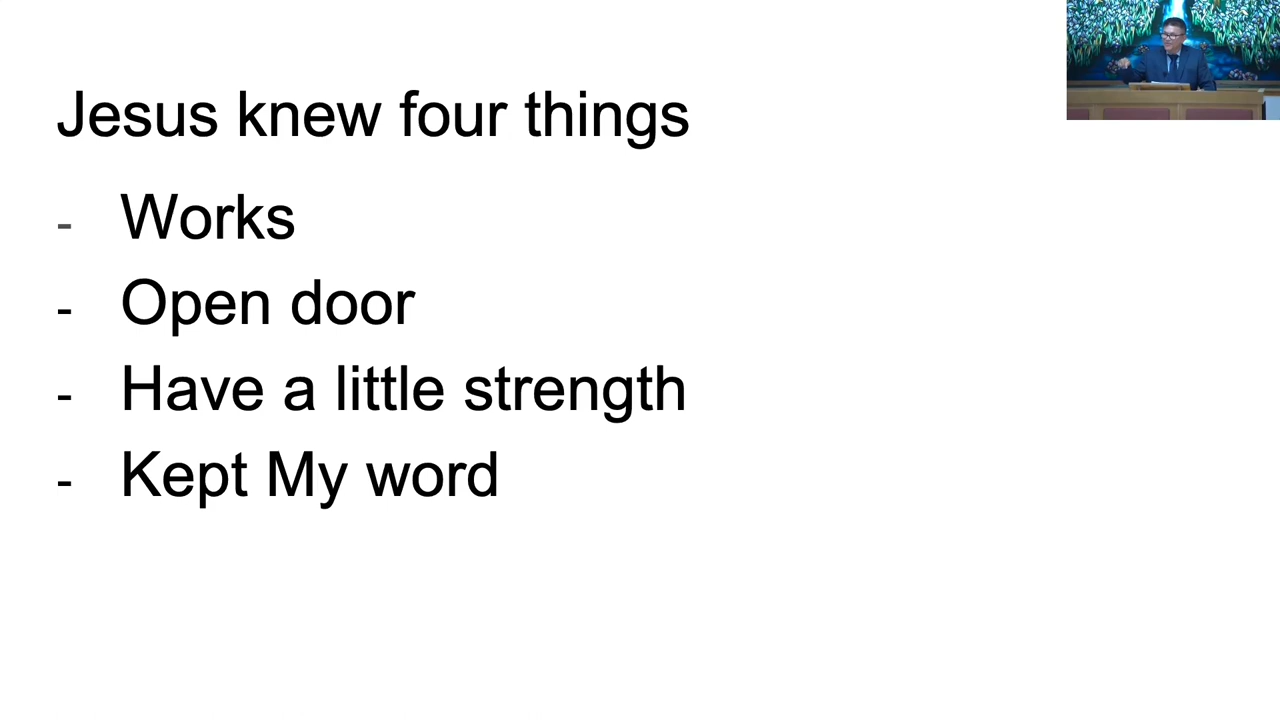 Jesus knew four things
- Works
- Open door
- Have a little strength
- Kept My word